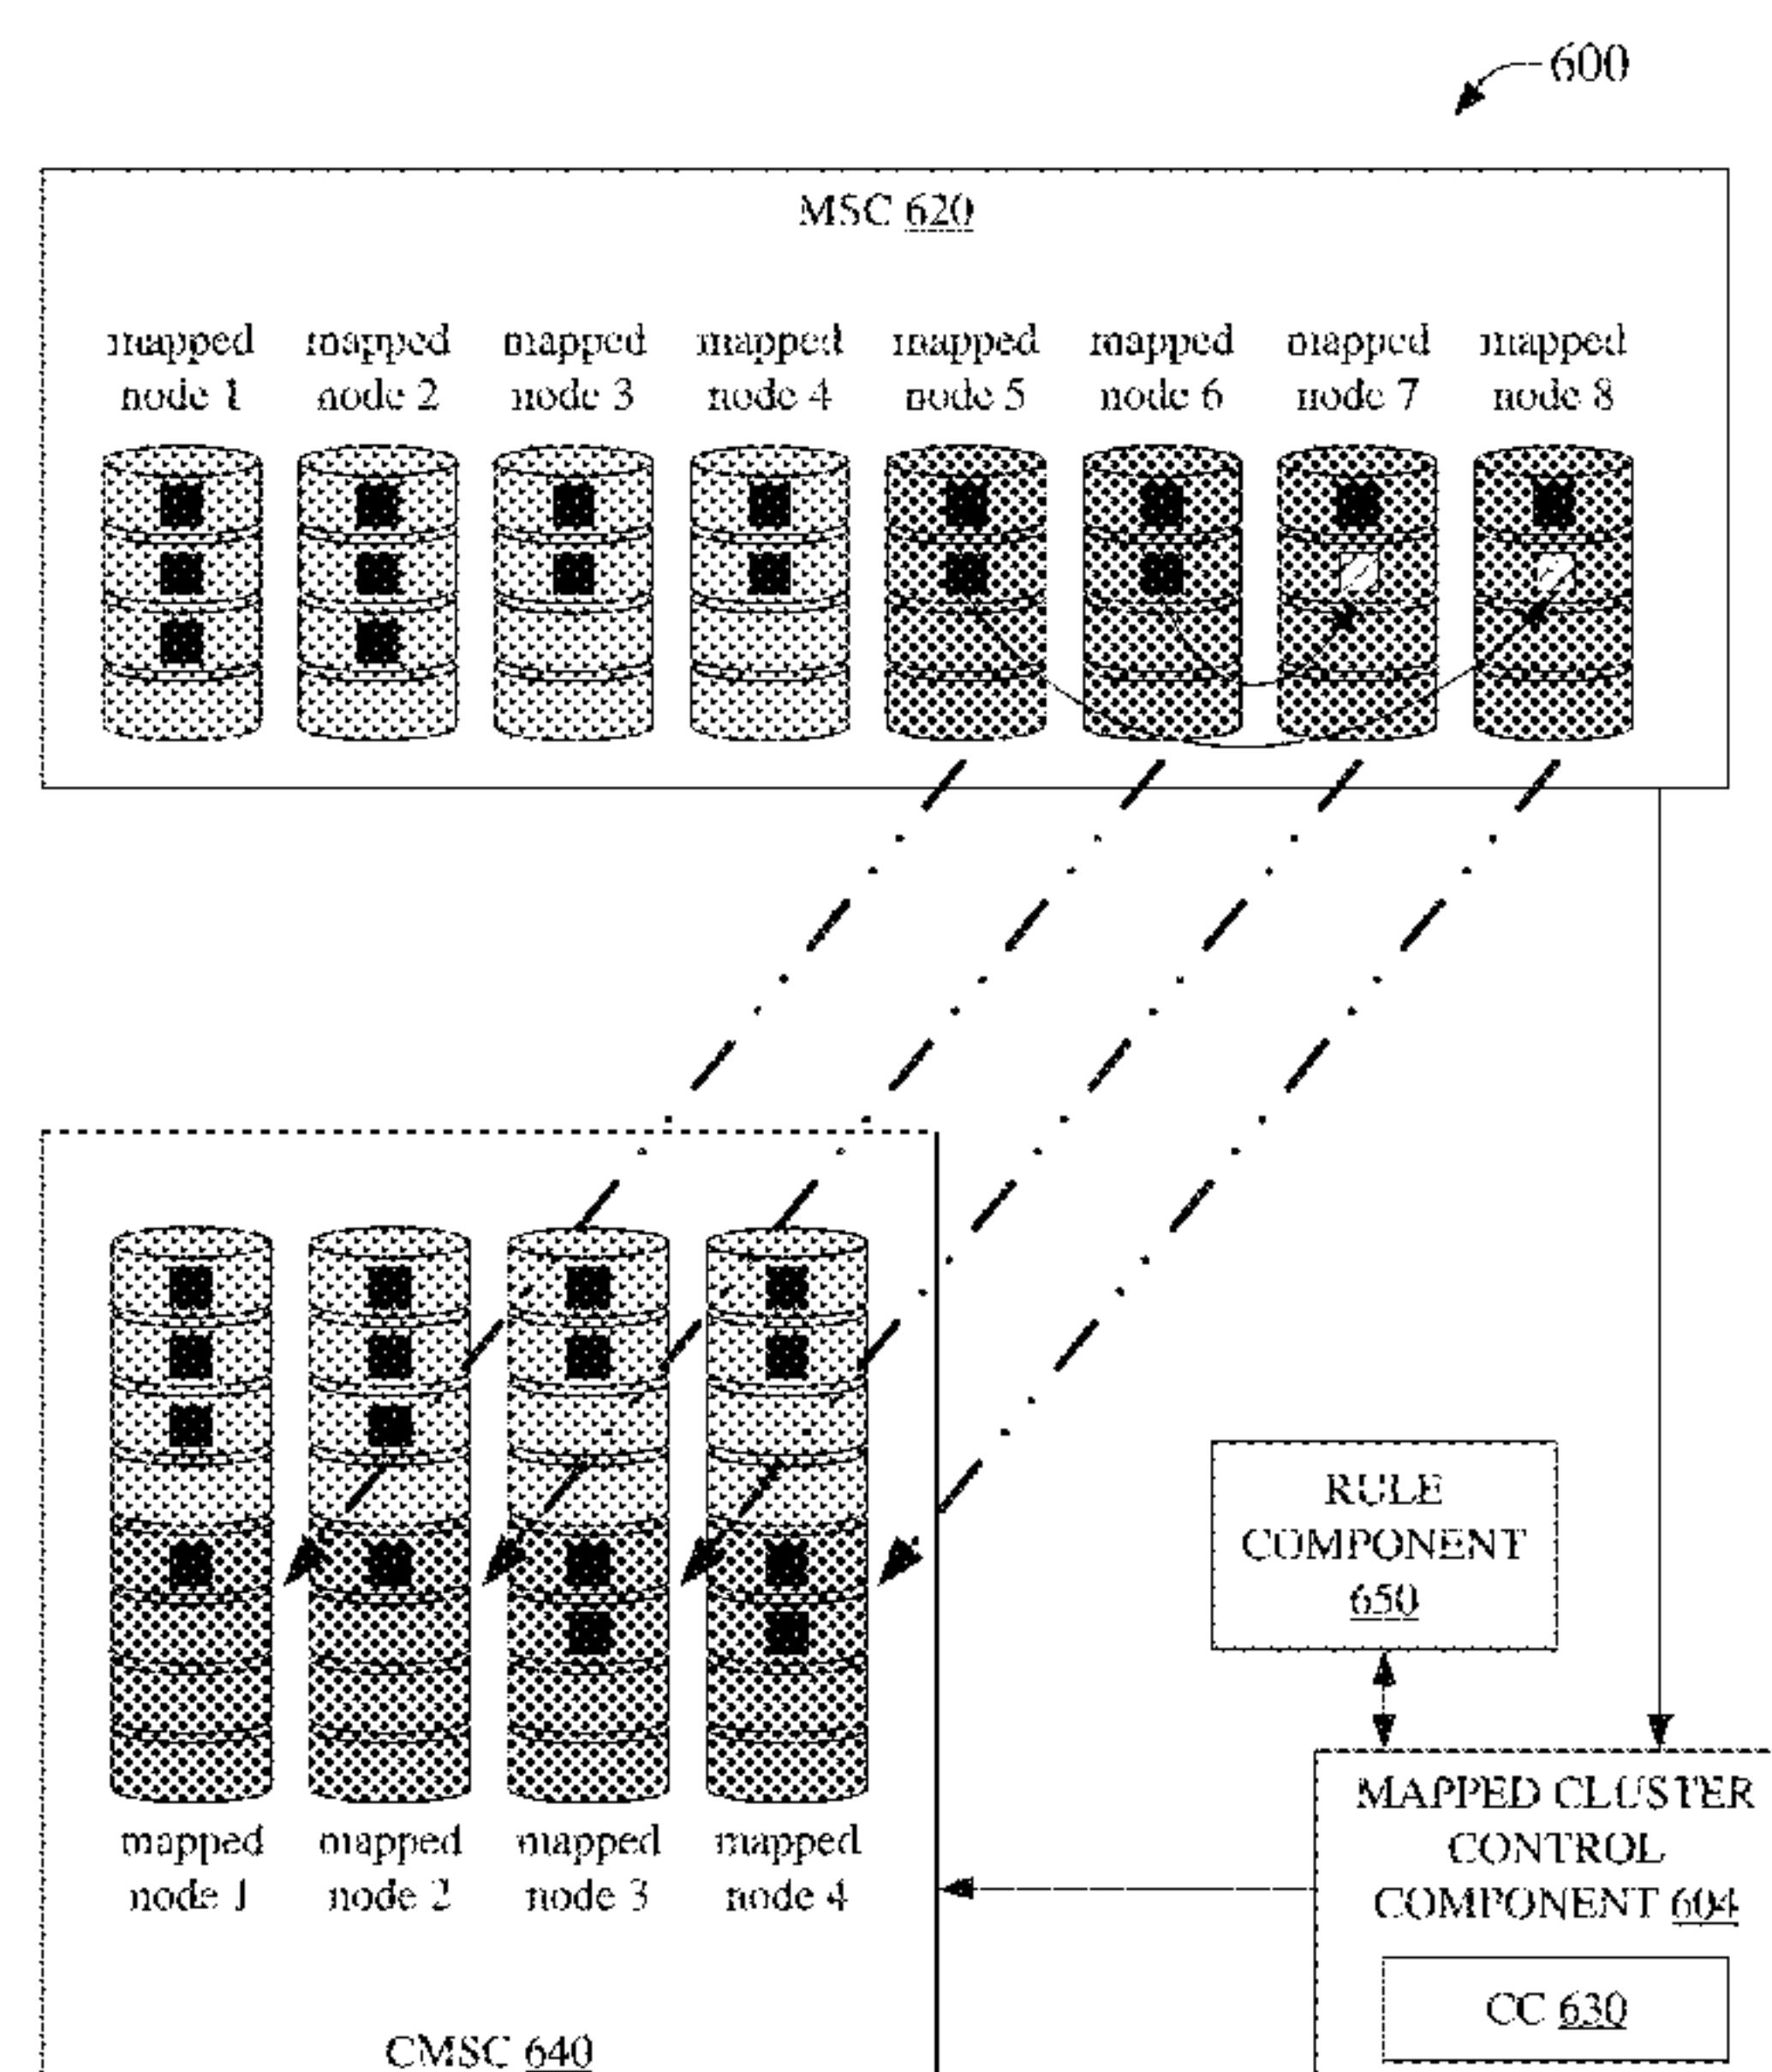 600
MSC 620
mapped node 1
mapped node 2
mapped node 3
mapped node 4
mapped node 5
mapped node 6
mapped node 7
mapped node 8
RULE
COMPONENT
650
MAPPED CLUSTER
CONTROL
COMPONENT 604
CC 630
mapped node 1
mapped node 2
mapped node 3
mapped node 4
CMSC 640